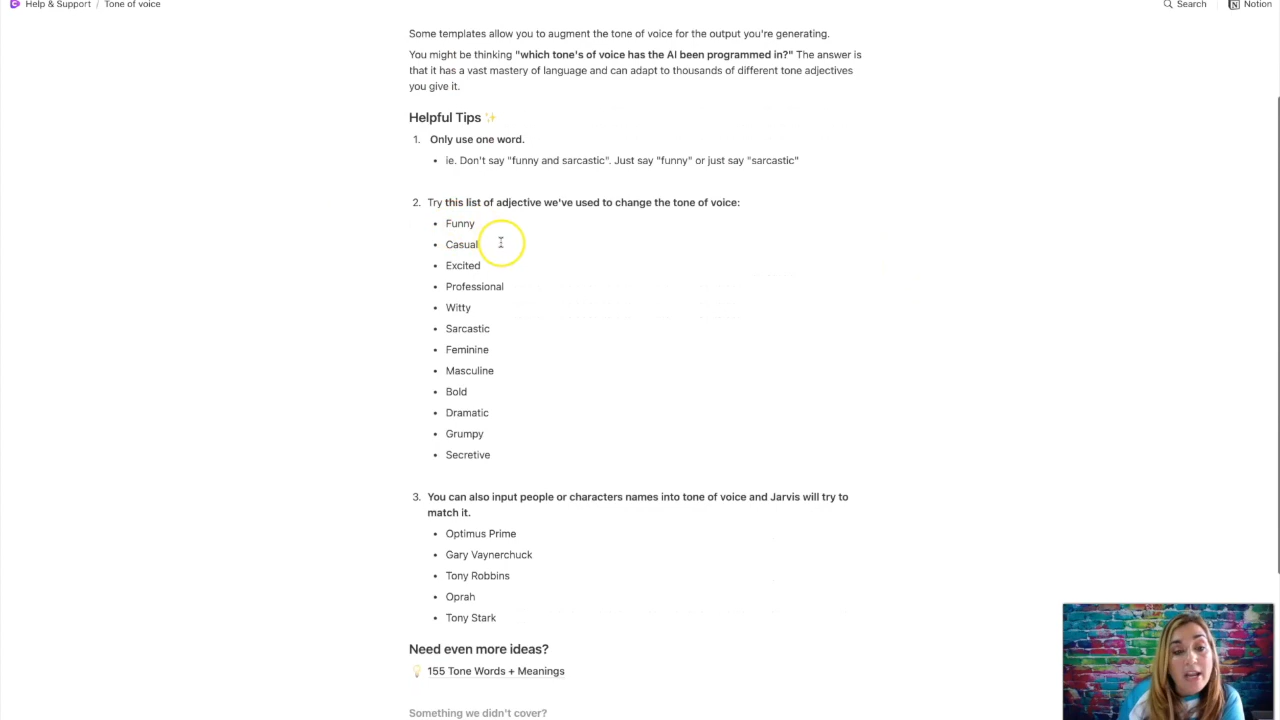 Help & Support / Tone of voice
Search
Notion
Some templates allow you to augment the tone of voice for the output you're generating.
You might be thinking "which tone's of voice has the AI been programmed in?" The answer is
that it has a vast mastery of language and can adapt to thousands of different tone adjectives
you give it.
Helpful Tips ✨
1. Only use one word.
• ie. Don't say "funny and sarcastic". Just say "funny" or just say "sarcastic"
2. Try this list of adjective we've used to change the tone of voice:
• Funny
• Casual
• Excited
• Professional
• Witty
• Sarcastic
• Feminine
• Masculine
• Bold
• Dramatic
• Grumpy
• Secretive
3. You can also input people or characters names into tone of voice and Jarvis will try to
match it.
• Optimus Prime
• Gary Vaynerchuck
• Tony Robbins
• Oprah
• Tony Stark
Need even more ideas?
💡 155 Tone Words + Meanings
Something we didn't cover?